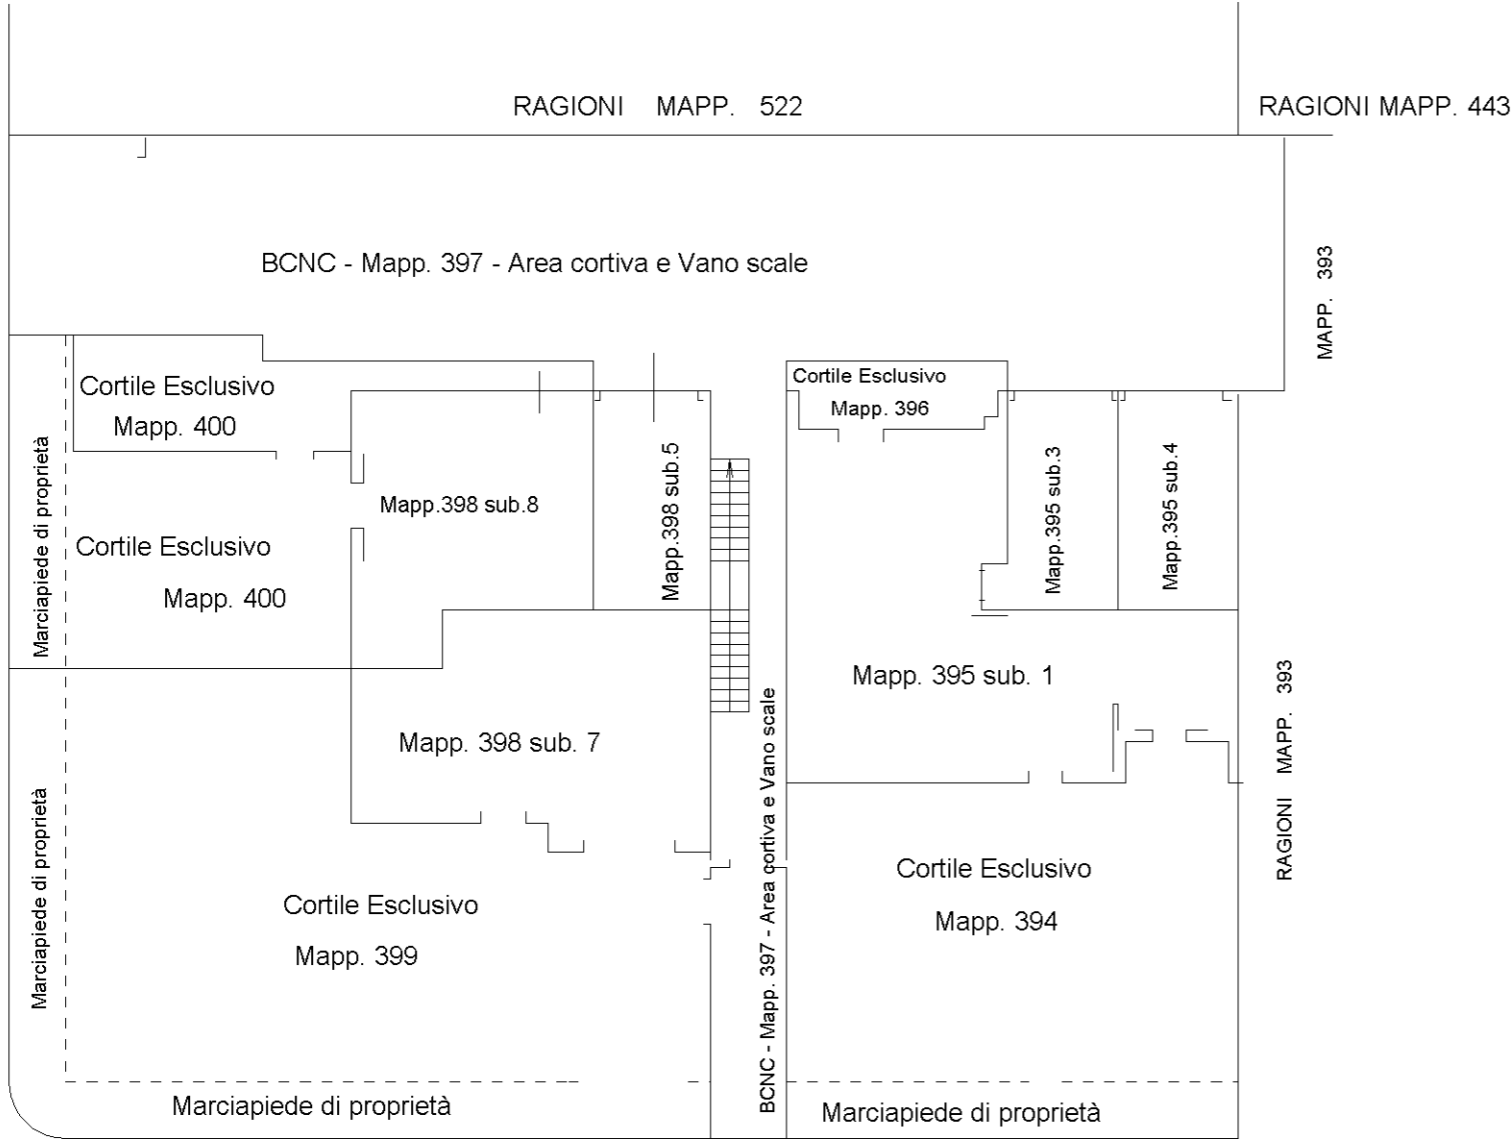 RAGIONI MAPP. 522
RAGIONI MAPP. 443
BCNC - Mapp. 397 - Area cortiva e Vano scale
MAPP. 393
Cortile Esclusivo
Mapp. 400
Cortile Esclusivo
Mapp. 396
Marciapiede di proprietà
Cortile Esclusivo
Mapp. 400
Mapp.398 sub.8
Mapp.398 sub.5
Mapp.395 sub.3
Mapp.395 sub.4
Mapp. 395 sub. 1
Mapp. 398 sub. 7
RAGIONI MAPP. 393
Marciapiede di proprietà
BCNC - Mapp. 397 - Area cortiva e Vano scale
Cortile Esclusivo
Mapp. 399
Cortile Esclusivo
Mapp. 394
Marciapiede di proprietà
Marciapiede di proprietà